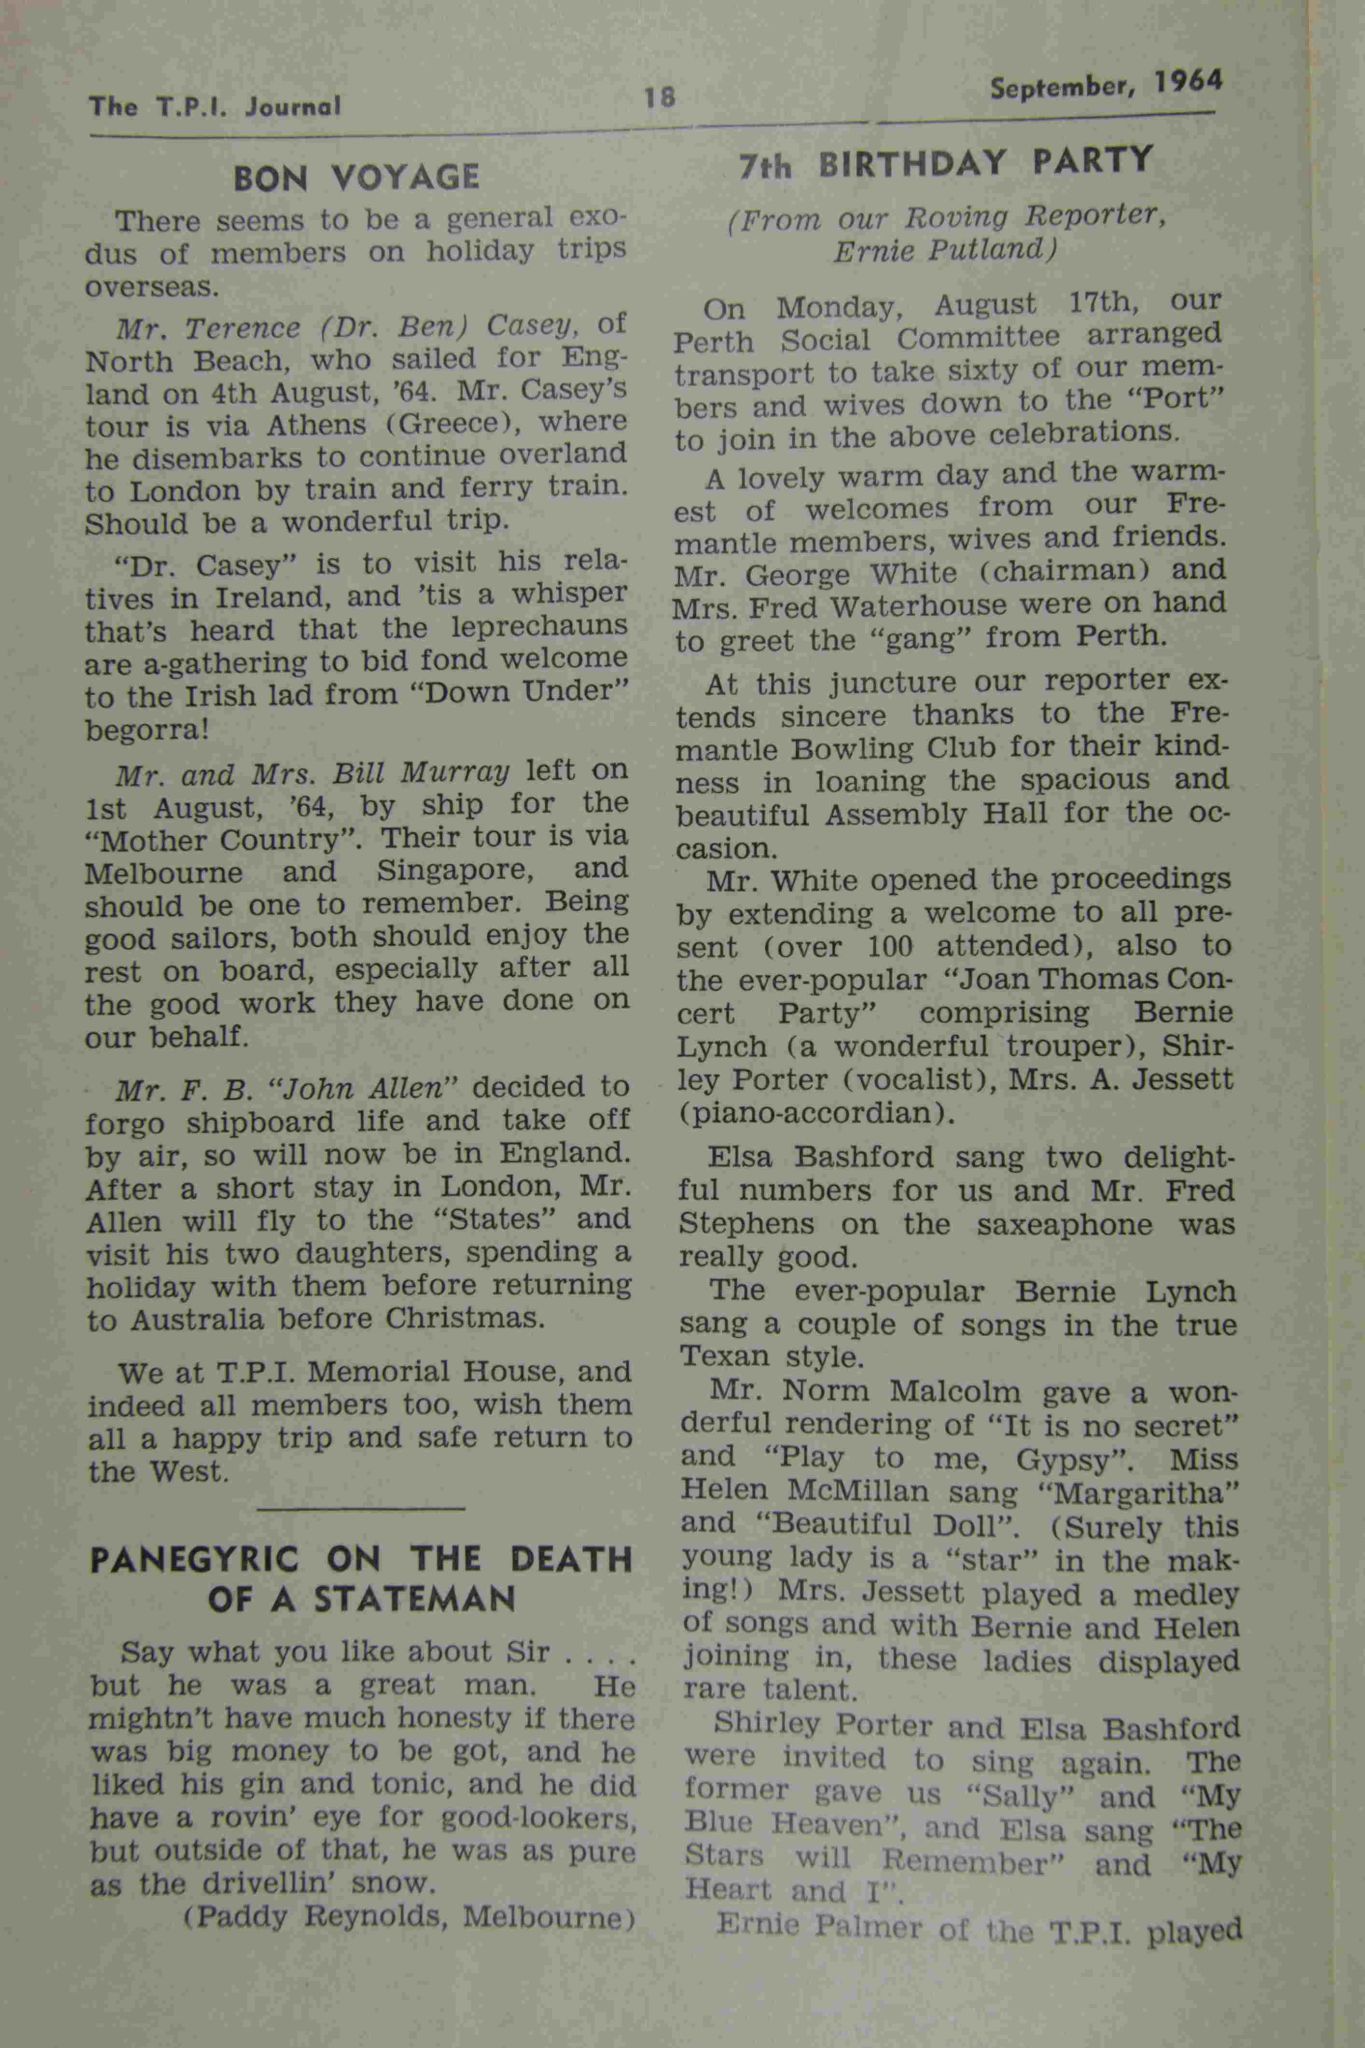 The T.P.I. Journal
18
September, 1964
BON VOYAGE
There seems to be a general exo-
dus of members on holiday trips
overseas.
Mr. Terence (Dr. Ben) Casey, of
North Beach, who sailed for Eng-
land on 4th August, '64. Mr. Casey's
tour is via Athens (Greece), where
he disembarks to continue overland
to London by train and ferry train.
Should be a wonderful trip.
"Dr. Casey" is to visit his rela-
tives in Ireland, and 'tis a whisper
that's heard that the leprechauns
are a-gathering to bid fond welcome
to the Irish lad from "Down Under"
begorra!
Mr. and Mrs. Bill Murray left on
1st August, '64, by ship for the
"Mother Country". Their tour is via
Melbourne and Singapore, and
should be one to remember. Being
good sailors, both should enjoy the
rest on board, especially after all
the good work they have done on
our behalf.
Mr. F. B. "John Allen" decided to
forgo shipboard life and take off
by air, so will now be in England.
After a short stay in London, Mr.
Allen will fly to the "States" and
visit his two daughters, spending a
holiday with them before returning
to Australia before Christmas.
We at T.P.I. Memorial House, and
indeed all members too, wish them
all a happy trip and safe return to
the West.
PANEGYRIC ON THE DEATH
OF A STATEMAN
Say what you like about Sir . . . .
but he was a great man. He
mightn't have much honesty if there
was big money to be got, and he
liked his gin and tonic, and he did
have a rovin' eye for good-lookers,
but outside of that, he was as pure
as the drivellin' snow.
(Paddy Reynolds, Melbourne)
7th BIRTHDAY PARTY
(From our Roving Reporter,
Ernie Putland)
On Monday, August 17th, our
Perth Social Committee arranged
transport to take sixty of our mem-
bers and wives down to the "Port"
to join in the above celebrations.
A lovely warm day and the warm-
est of welcomes from our Fre-
mantle members, wives and friends.
Mr. George White (chairman) and
Mrs. Fred Waterhouse were on hand
to greet the "gang" from Perth.
At this juncture our reporter ex-
tends sincere thanks to the Fre-
mantle Bowling Club for their kind-
ness in loaning the spacious and
beautiful Assembly Hall for the oc-
casion.
Mr. White opened the proceedings
by extending a welcome to all pre-
sent (over 100 attended), also to
the ever-popular "Joan Thomas Con-
cert Party" comprising Bernie
Lynch (a wonderful trouper), Shir-
ley Porter (vocalist), Mrs. A. Jessett
(piano-accordian).
Elsa Bashford sang two delight-
ful numbers for us and Mr. Fred
Stephens on the saxeaphone was
really good.
The ever-popular Bernie Lynch
sang a couple of songs in the true
Texan style.
Mr. Norm Malcolm gave a won-
derful rendering of "It is no secret"
and "Play to me, Gypsy". Miss
Helen McMillan sang "Margaritha"
and "Beautiful Doll". (Surely this
young lady is a "star" in the mak-
ing!) Mrs. Jessett played a medley
of songs and with Bernie and Helen
joining in, these ladies displayed
rare talent.
Shirley Porter and Elsa Bashford
were invited to sing again. The
former gave us "Sally" and "My
Blue Heaven", and Elsa sang "The
Stars will Remember" and "My
Heart and I".
Ernie Palmer of the T.P.I. played